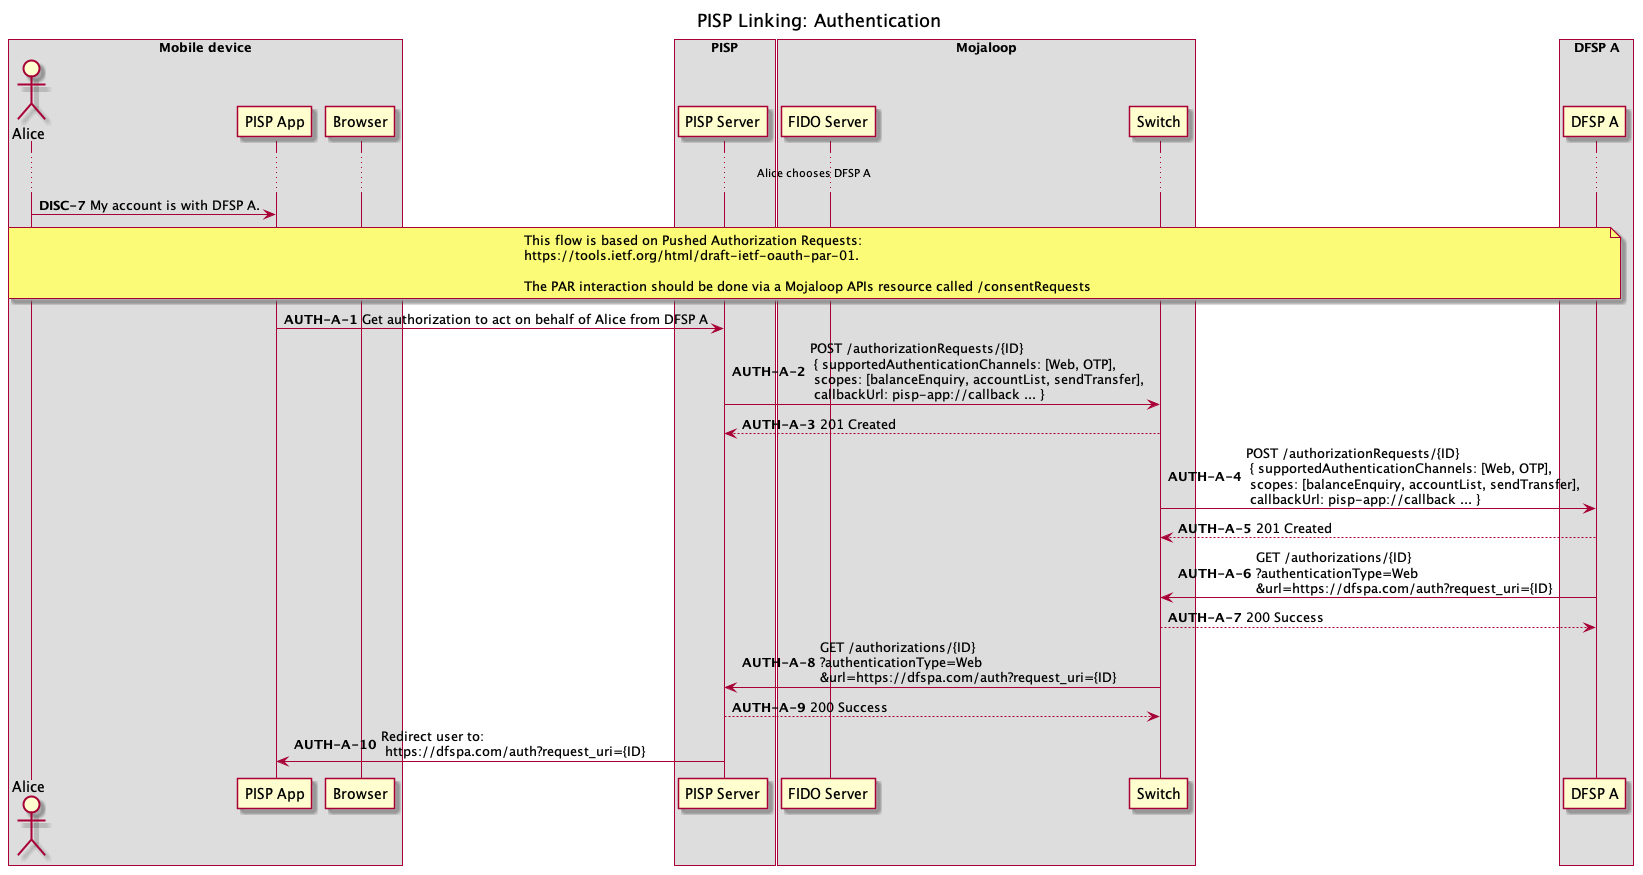 PISP Linking: Authentication
Mobile device
PISP
Mojaloop
DFSP A
Alice
PISP App
Browser
PISP Server
FIDO Server
Switch
DFSP A
Alice chooses DFSP A
DISC-7 My account is with DFSP A.
This flow is based on Pushed Authorization Requests:
https://tools.ietf.org/html/draft-ietf-oauth-par-01.
The PAR interaction should be done via a Mojaloop APIs resource called /consentRequests
AUTH-A-1 Get authorization to act on behalf of Alice from DFSP A
POST /authorizationRequests/{ID}
AUTH-A-2 { supportedAuthenticationChannels: [Web, OTP],
scopes: [balanceEnquiry, accountList, sendTransfer],
callbackUrl: pisp-app://callback ... }
AUTH-A-3 201 Created
POST /authorizationRequests/{ID}
AUTH-A-4 { supportedAuthenticationChannels: [Web, OTP],
scopes: [balanceEnquiry, accountList, sendTransfer],
callbackUrl: pisp-app://callback ... }
AUTH-A-5 201 Created
GET /authorizations/{ID}
AUTH-A-6 ?authenticationType=Web
&url=https://dfspa.com/auth?request_uri={ID}
AUTH-A-7 200 Success
GET /authorizations/{ID}
AUTH-A-8 ?authenticationType=Web
&url=https://dfspa.com/auth?request_uri={ID}
AUTH-A-9 200 Success
AUTH-A-10 Redirect user to:
https://dfspa.com/auth?request_uri={ID}
Alice
PISP App
Browser
PISP Server
FIDO Server
Switch
DFSP A